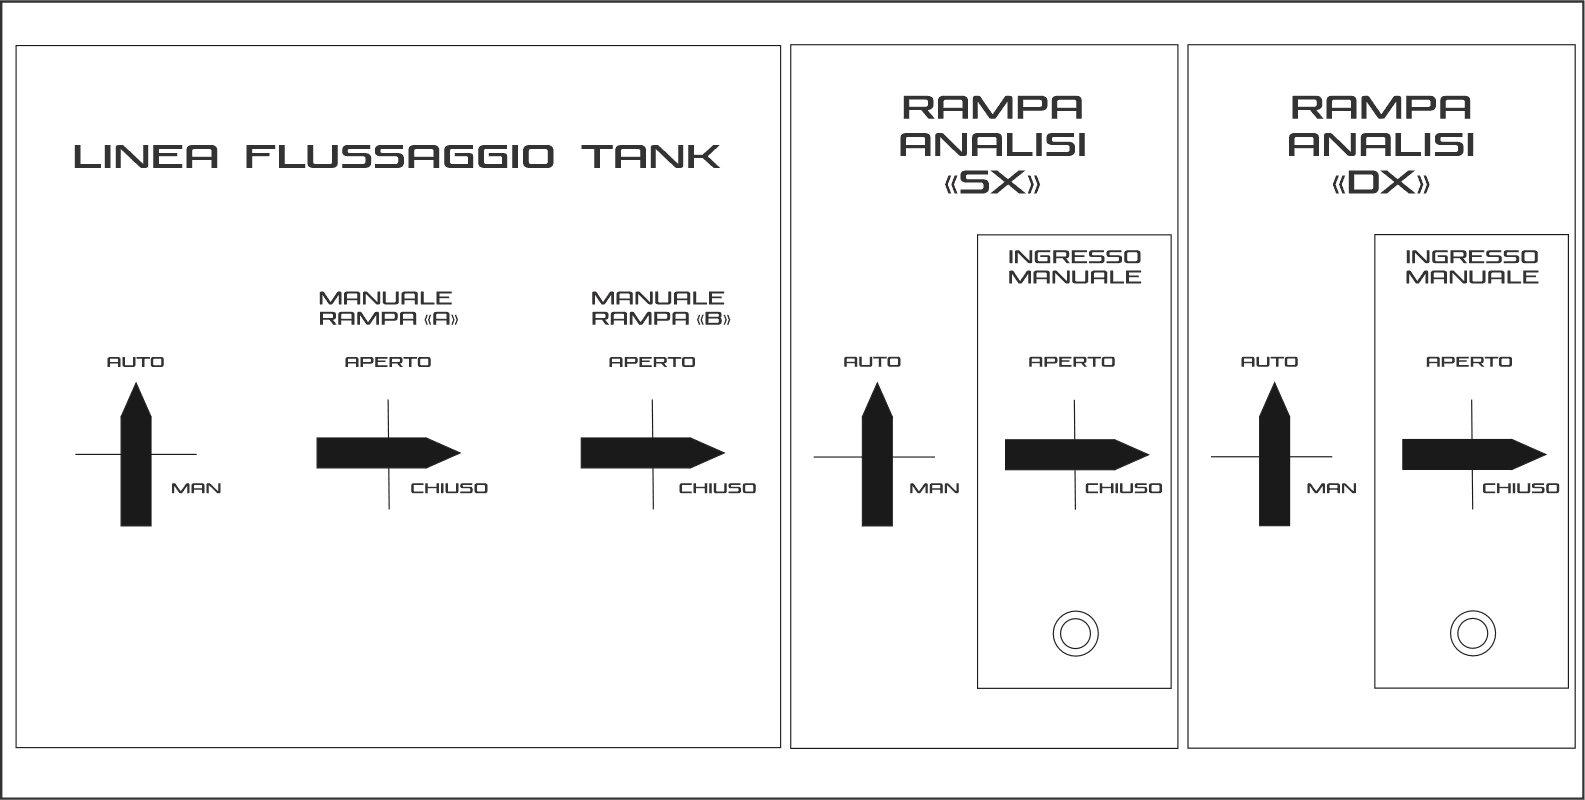 LINEA FLUSSAGGIO TANK
AUTO
MAN
MANUALE
RAMPA «A»
APERTO
CHIUSO
MANUALE
RAMPA «B»
APERTO
CHIUSO
RAMPA
ANALISI
«SX»
AUTO
MAN
INGRESSO
MANUALE
APERTO
CHIUSO
RAMPA
ANALISI
«DX»
AUTO
MAN
INGRESSO
MANUALE
APERTO
CHIUSO